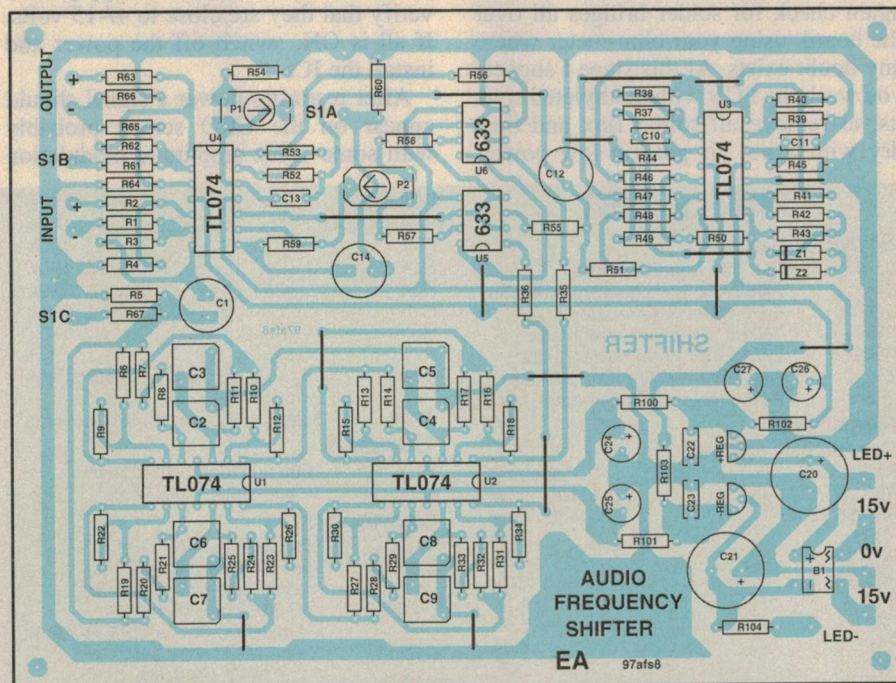 OUTPUT
+
-
S1B
INPUT
+
-
S1C
R63
R66
R65
R62
R61
R64
R2
R1
R3
R4
R5
R67
R54
P1
S1A
U4
TL074
R53
R52
C13
R59
C1
R60
R58
P2
R57
C14
R56
633
U6
633
U5
C12
R55
R36
R35
R38
R37
C10
R44
R46
R47
R48
R49
R50
R51
U3
TL074
R40
R39
C11
R45
R41
R42
R43
Z1
Z2
97afs8
SHIFTER
R6
R7
R8
R9
C3
C2
R11
R10
R12
TL074
U1
R13
R14
R15
C5
C4
R17
R16
R18
TL074
U2
R22
R19
R20
R21
C6
C7
R25
R24
R23
R26
R30
R27
R28
R29
C8
C9
R33
R32
R31
R34
C27
C26
R100
R102
C24
C22
+REG
R103
C25
C23
-REG
R101
C20
C21
B1
+
-
R104
LED+
15v
0v
15v
LED-
AUDIO
FREQUENCY
SHIFTER
EA
97afs8